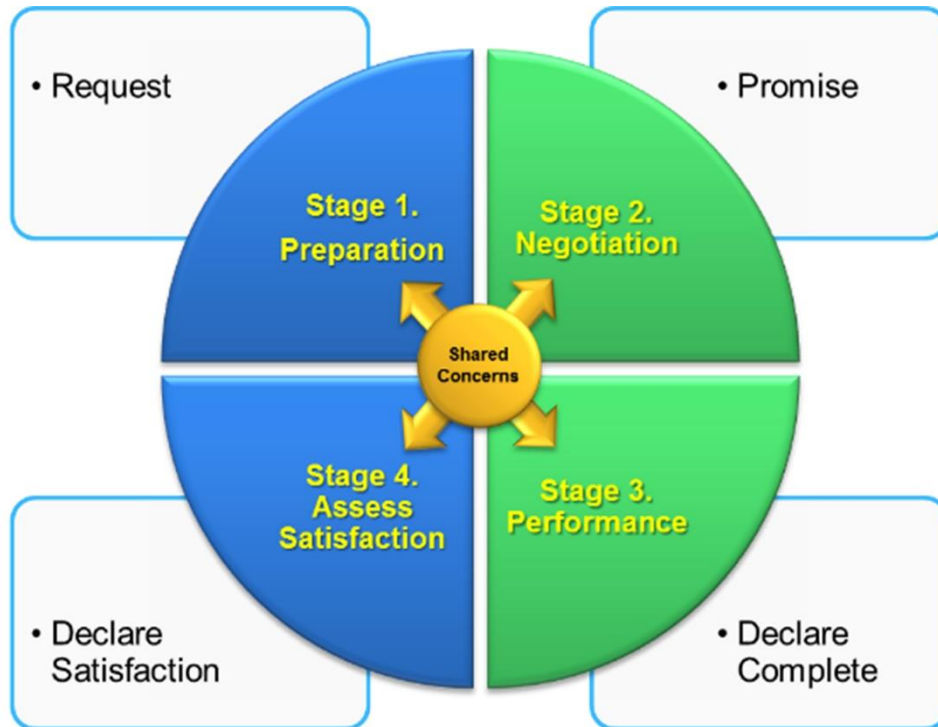 • Request
• Promise
Stage 1.
Preparation
Stage 2.
Negotiation
Shared
Concerns
Stage 4.
Assess
Satisfaction
Stage 3.
Performance
• Declare
Satisfaction
• Declare
Complete